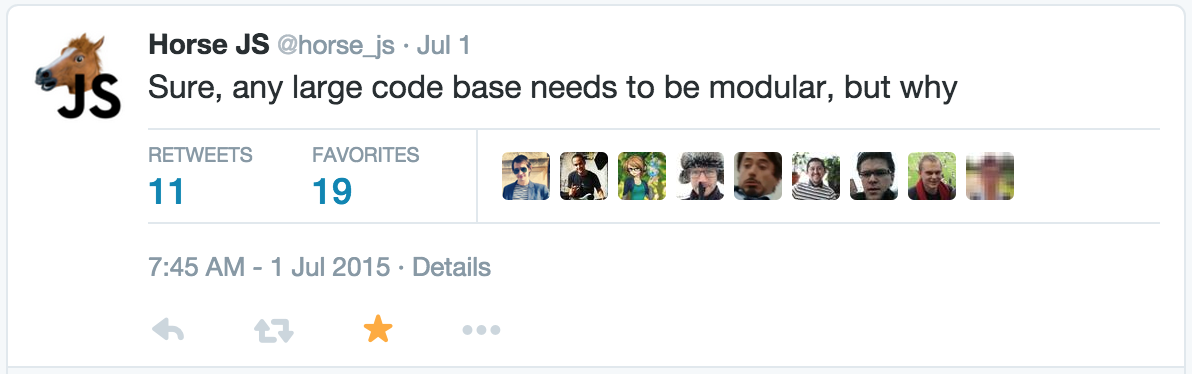 Horse JS @horse_js · Jul 1
JS
Sure, any large code base needs to be modular, but why
RETWEETS FAVORITES
11 19
7:45 AM - 1 Jul 2015 · Details